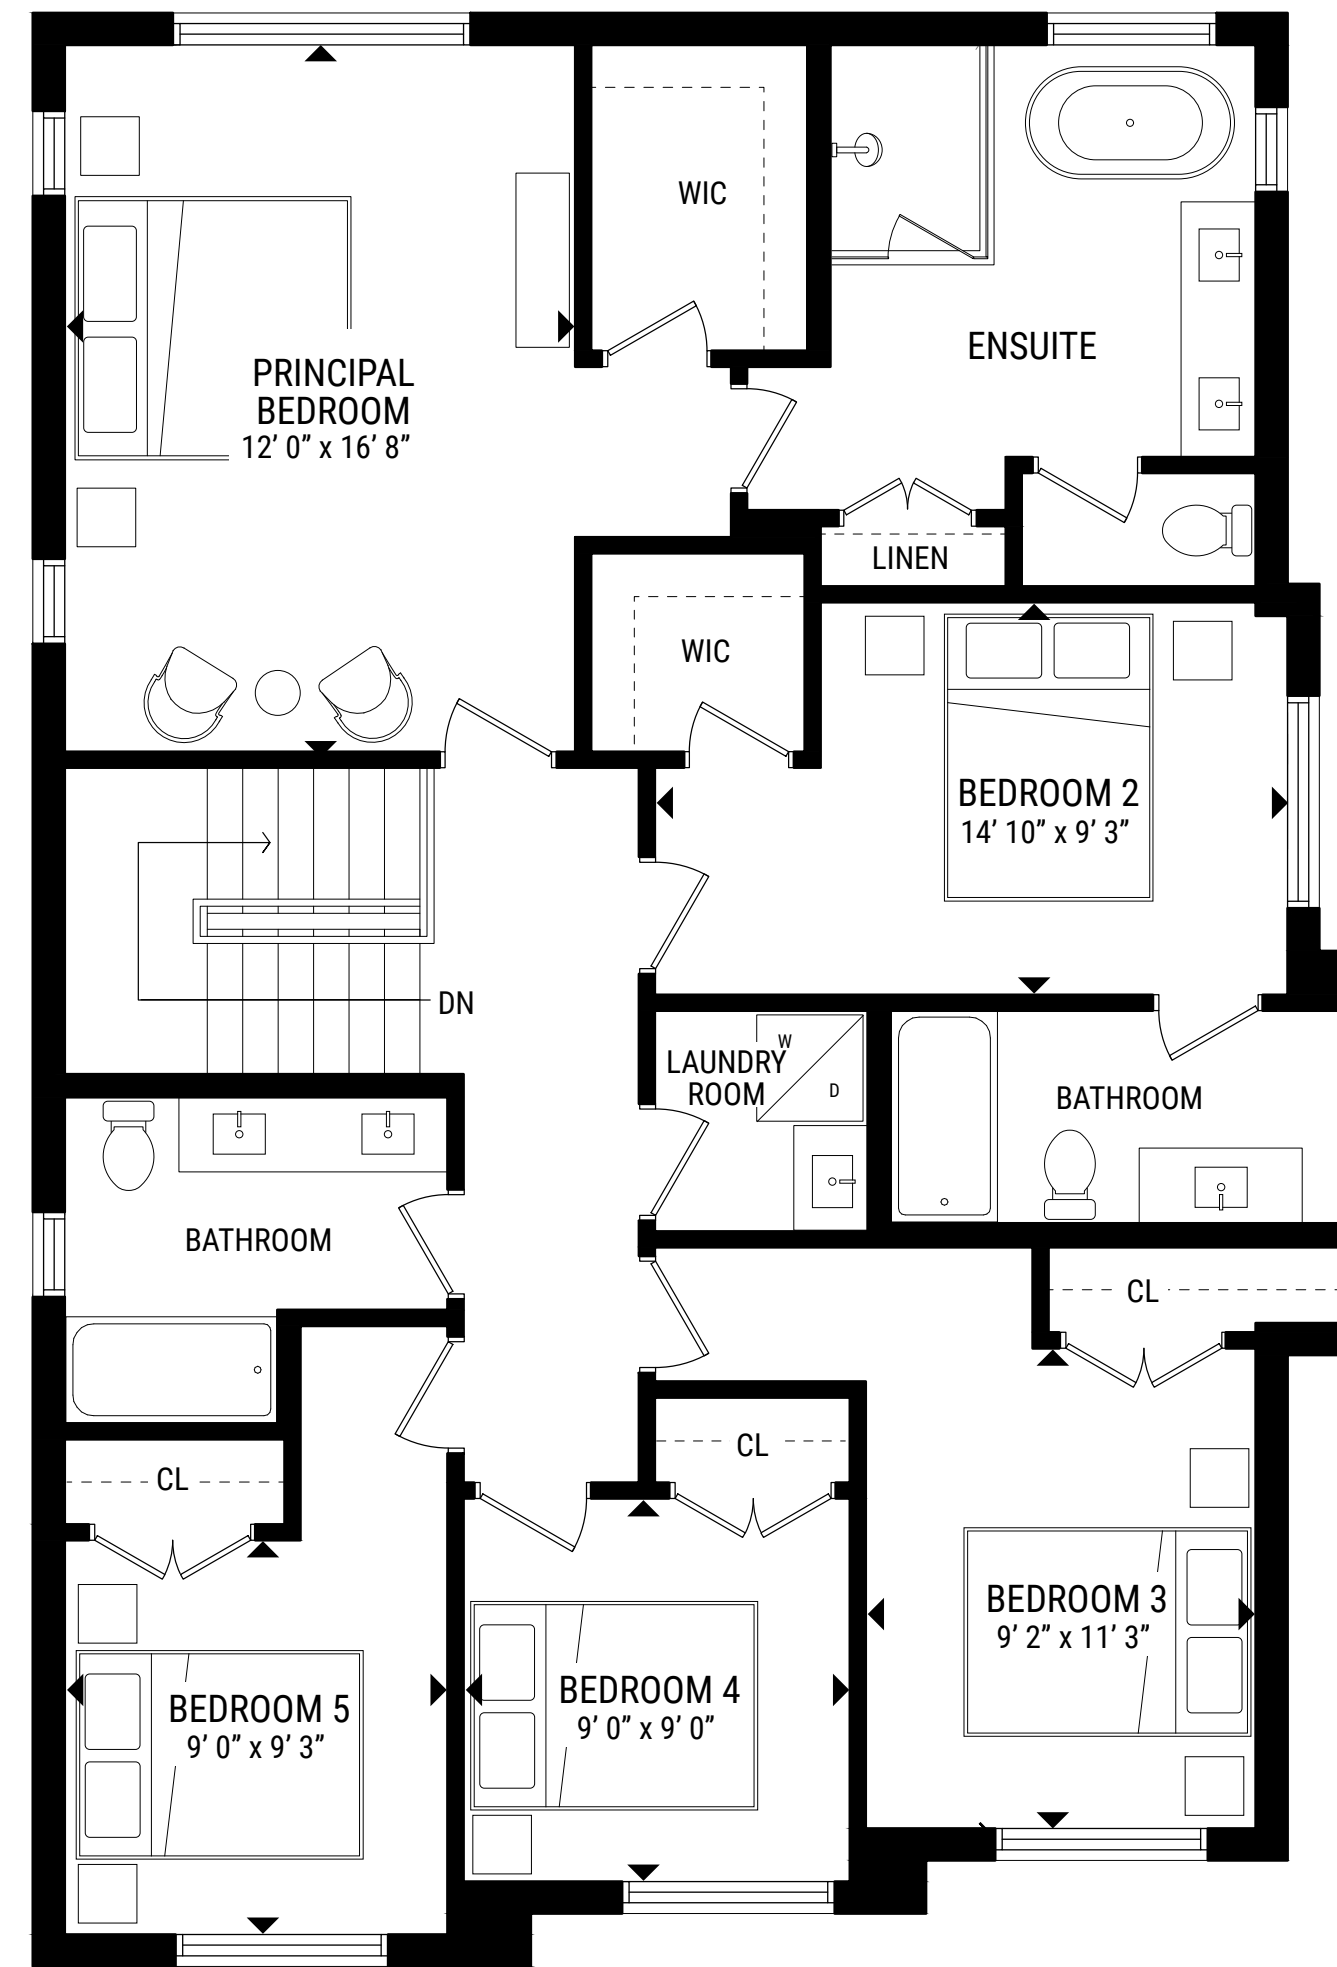 WIC
ENSUITE
PRINCIPAL
BEDROOM
12’ 0” x 16’ 8”
LINEN
WIC
BEDROOM 2
14’ 10” x 9’ 3”
DN
W
LAUNDRY
ROOM
D
BATHROOM
BATHROOM
CL
CL
CL
BEDROOM 3
9’ 2” x 11’ 3”
BEDROOM 4
9’ 0” x 9’ 0”
BEDROOM 5
9’ 0” x 9’ 3”